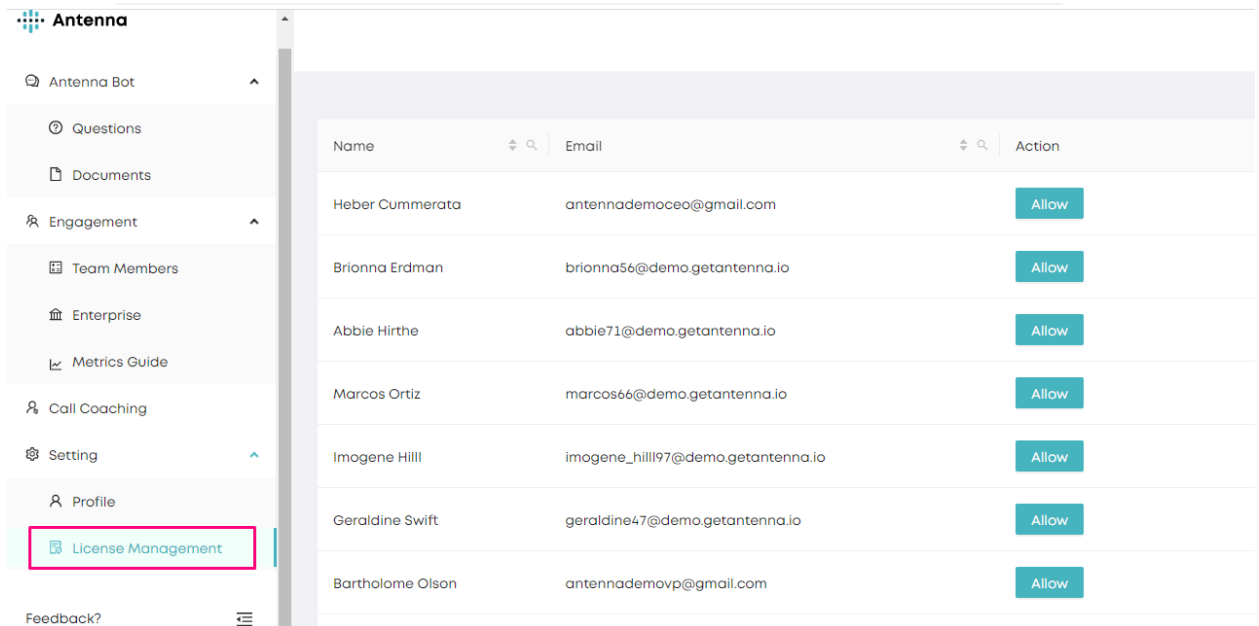 Antenna
Antenna Bot
Questions
Documents
Engagement
Team Members
Enterprise
Metrics Guide
Call Coaching
Setting
Profile
License Management
Feedback?
Name Email Action
Heber Cummerata antennademoceo@gmail.com Allow
Brionna Erdman brionna56@demo.getantenna.io Allow
Abbie Hirthe abbie71@demo.getantenna.io Allow
Marcos Ortiz marcos66@demo.getantenna.io Allow
Imogene Hilll imogene_hilll97@demo.getantenna.io Allow
Geraldine Swift geraldine47@demo.getantenna.io Allow
Bartholome Olson antennademovp@gmail.com Allow